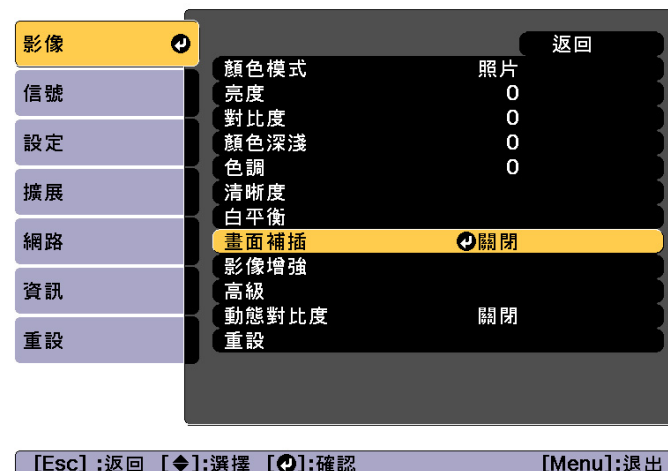 影像
信號
設定
擴展
網路
資訊
重設
返回
顏色模式 照片
亮度 0
對比度 0
顏色深淺 0
色調 0
清晰度
白平衡
畫面補插 關閉
影像增強
高級
動態對比度 關閉
重設
[Esc] :返回 [◆]:選擇 [⏎]:確認 [Menu]:退出